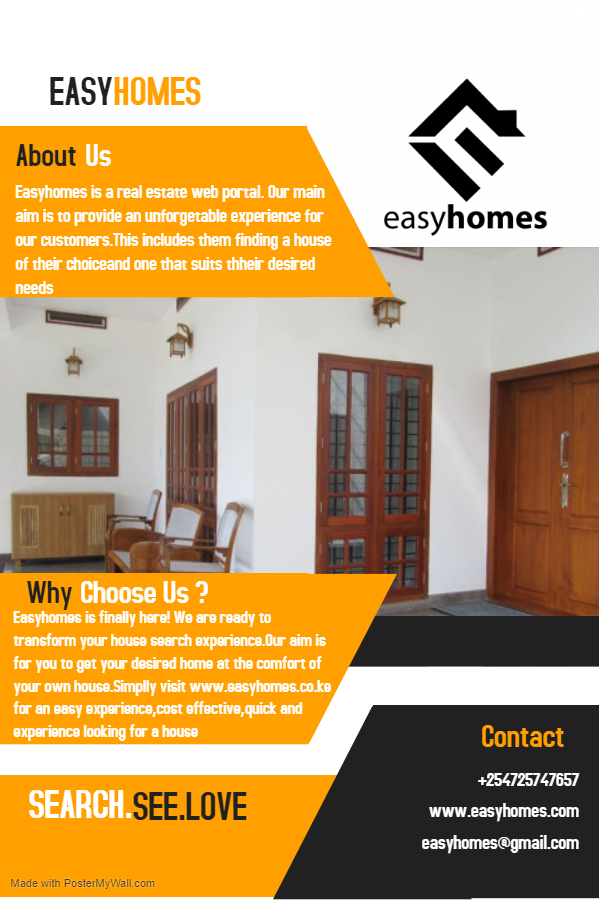 EASYHOMES
easyhomes
About Us
Easyhomes is a real estate web portal. Our main
aim is to provide an unforgetable experience for
our customers.This includes them finding a house
of their choiceand one that suits thheir desired
needs
Why Choose Us ?
Easyhomes is finally here! We are ready to
transform your house search experience.Our aim is
for you to get your desired home at the comfort of
your own house.Simplly visit www.easyhomes.co.ke
for an easy experience,cost effective,quick and
experience looking for a house
Contact
+254725747657
www.easyhomes.com
easyhomes@gmail.com
SEARCH.SEE.LOVE
Made with PosterMyWall.com